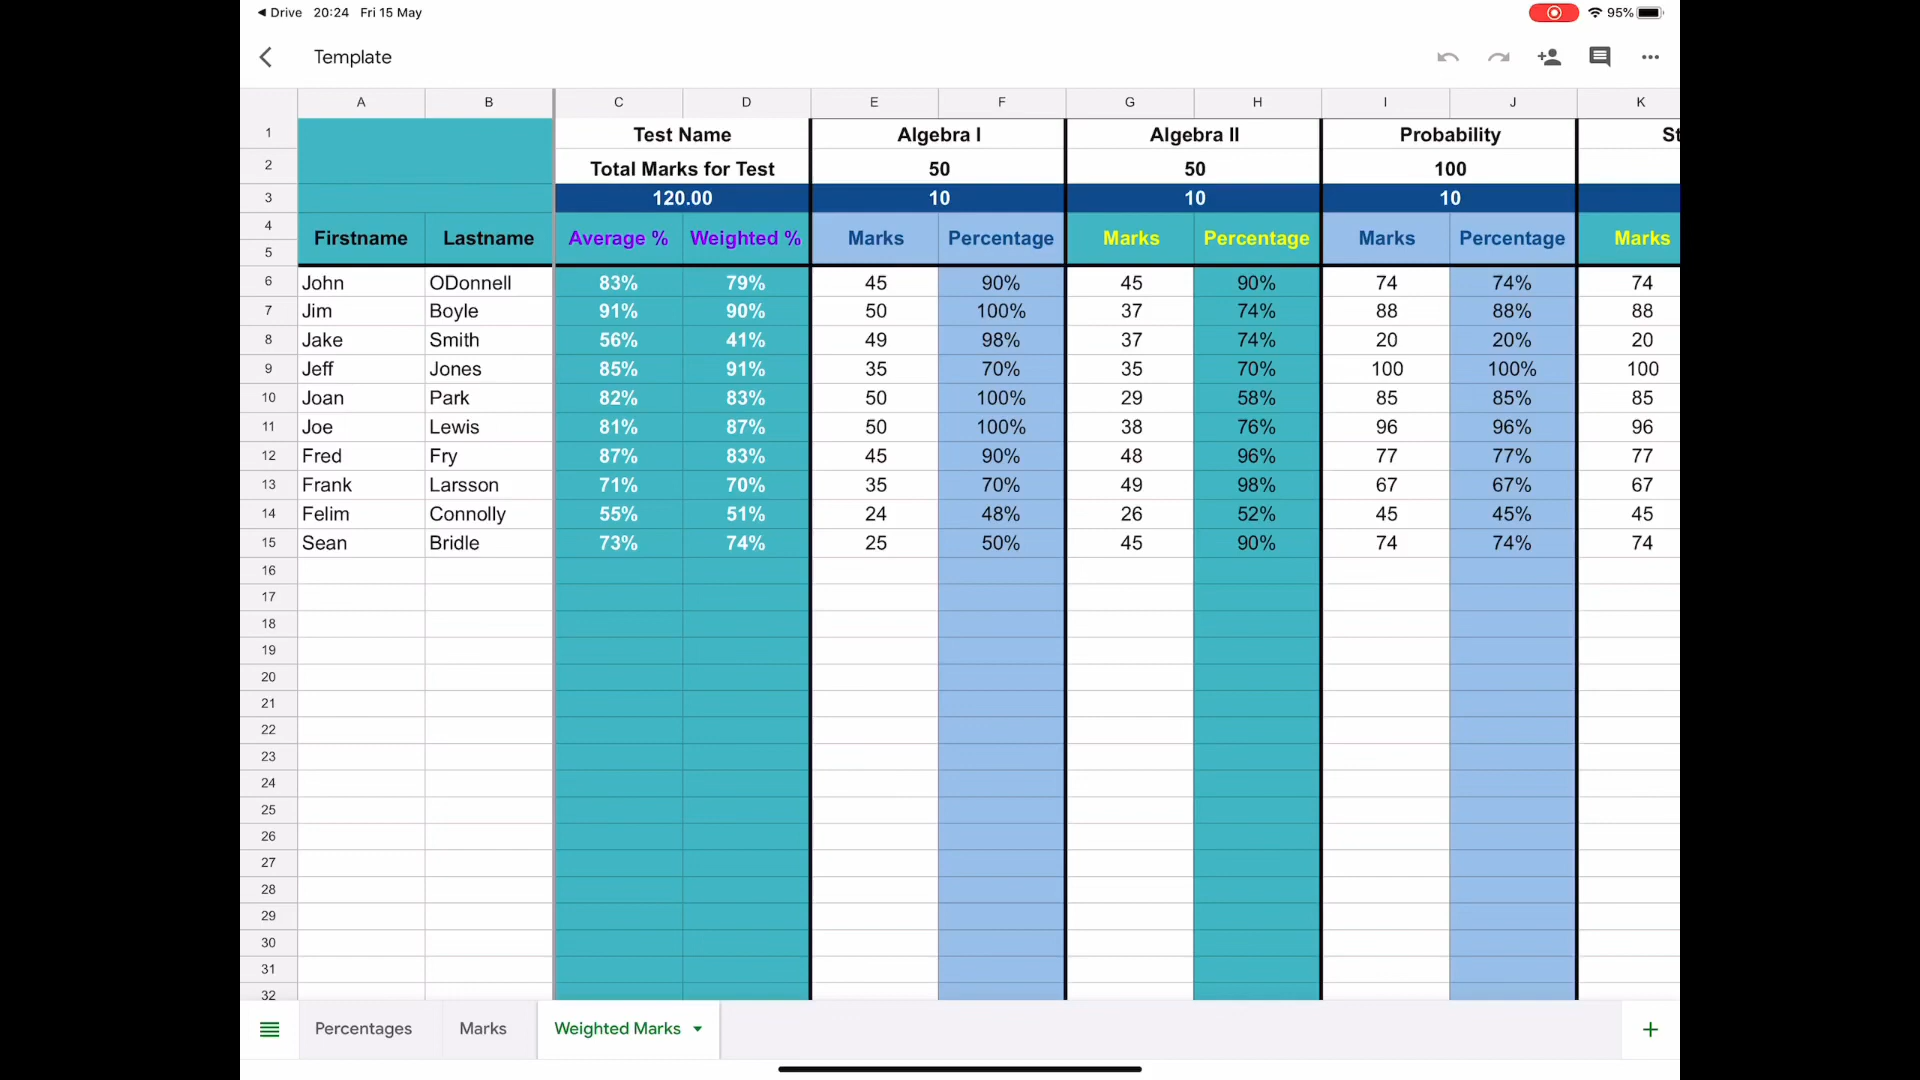 Drive 20:24 Fri 15 May 95%
Template
A B C D E F G H I J K
1 Test Name Algebra I Algebra II Probability St
2 Total Marks for Test 50 50 100
3 120.00 10 10 10
4 Firstname Lastname Average % Weighted % Marks Percentage Marks Percentage Marks Percentage Marks
5
6 John ODonnell 83% 79% 45 90% 45 90% 74 74% 74
7 Jim Boyle 91% 90% 50 100% 37 74% 88 88% 88
8 Jake Smith 56% 41% 49 98% 37 74% 20 20% 20
9 Jeff Jones 85% 91% 35 70% 35 70% 100 100% 100
10 Joan Park 82% 83% 50 100% 29 58% 85 85% 85
11 Joe Lewis 81% 87% 50 100% 38 76% 96 96% 96
12 Fred Fry 87% 83% 45 90% 48 96% 77 77% 77
13 Frank Larsson 71% 70% 35 70% 49 98% 67 67% 67
14 Felim Connolly 55% 51% 24 48% 26 52% 45 45% 45
15 Sean Bridle 73% 74% 25 50% 45 90% 74 74% 74
16
17
18
19
20
21
22
23
24
25
26
27
28
29
30
31
32
Percentages Marks Weighted Marks